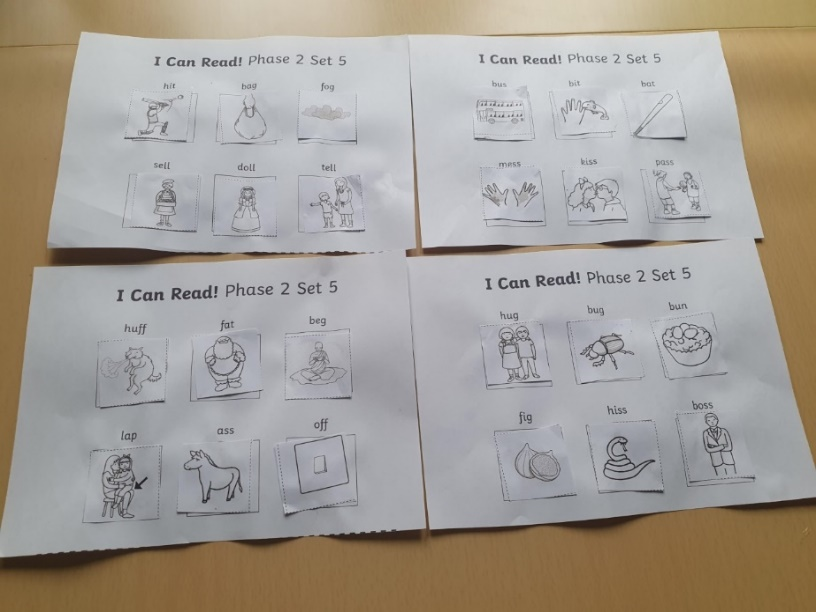 I Can Read! Phase 2 Set 5
hit bag fog
sell doll tell
I Can Read! Phase 2 Set 5
bus bit bat
mess kiss pass
I Can Read! Phase 2 Set 5
huff fat beg
lap ass off
I Can Read! Phase 2 Set 5
hug bug bun
fig hiss boss